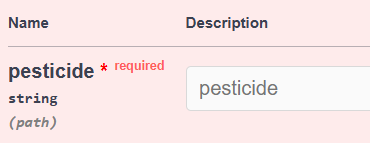 Name Description
pesticide * required
string
(path)
pesticide